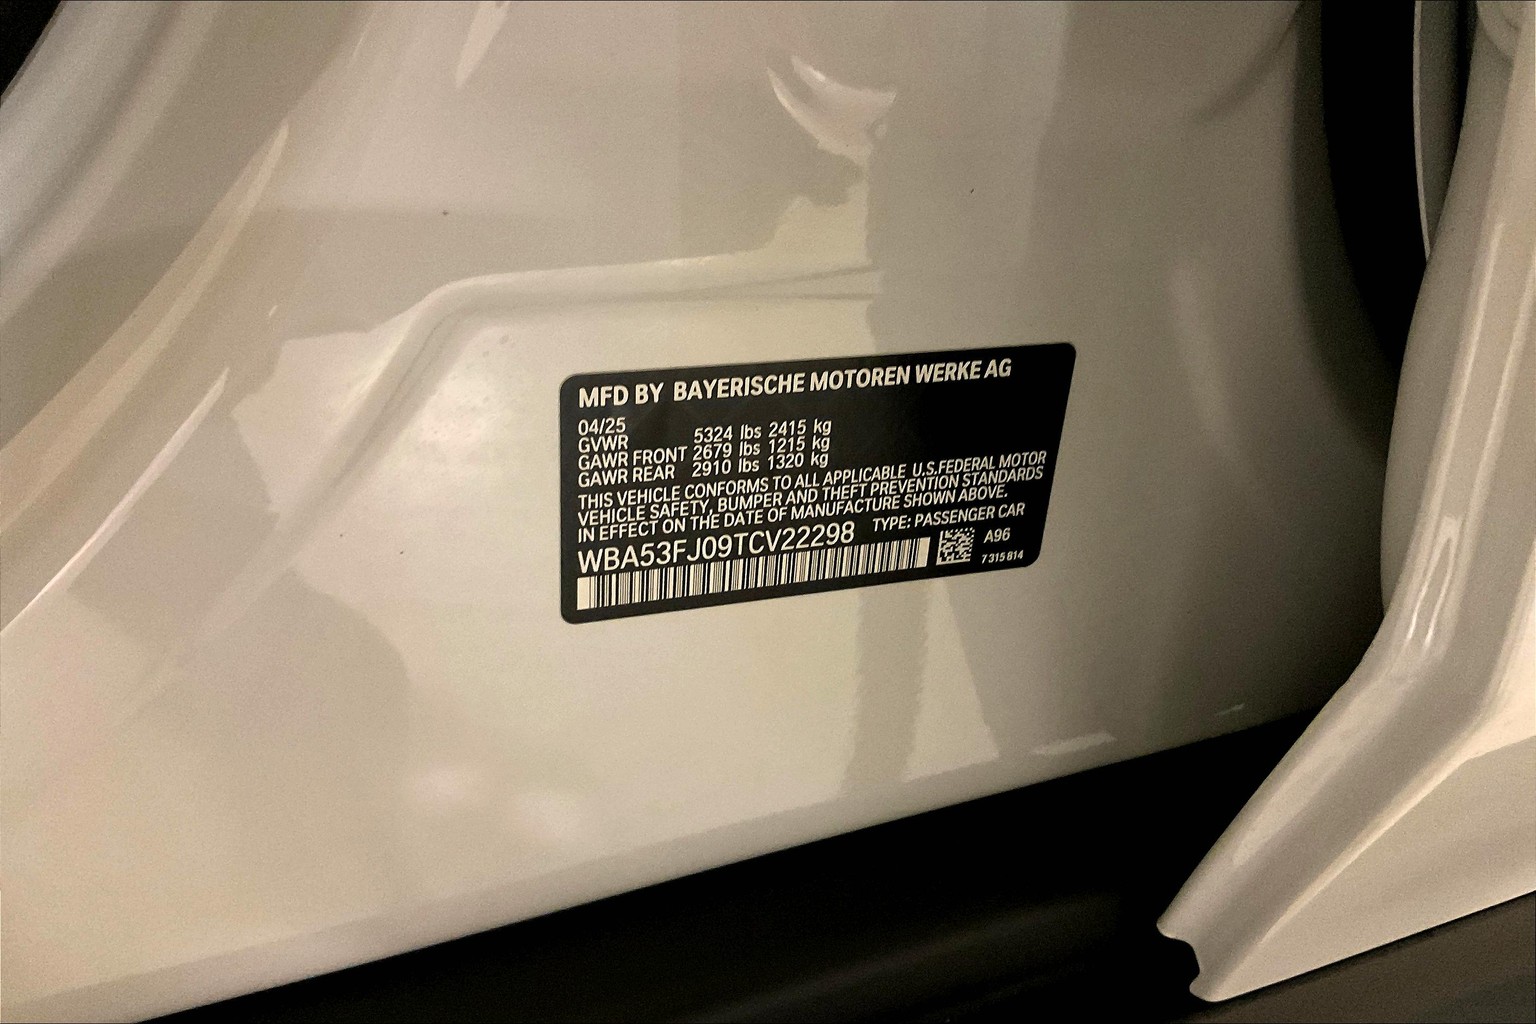 MFD BY BAYERISCHE MOTOREN WERKE AG
04/25
GVWR 5324 lbs 2415 kg
GAWR FRONT 2679 lbs 1215 kg
GAWR REAR 2910 lbs 1320 kg
THIS VEHICLE CONFORMS TO ALL APPLICABLE U.S.FEDERAL MOTOR
VEHICLE SAFETY, BUMPER AND THEFT PREVENTION STANDARDS
IN EFFECT ON THE DATE OF MANUFACTURE SHOWN ABOVE.
TYPE: PASSENGER CAR
WBA53FJ09TCV22298
A96
7 315 814